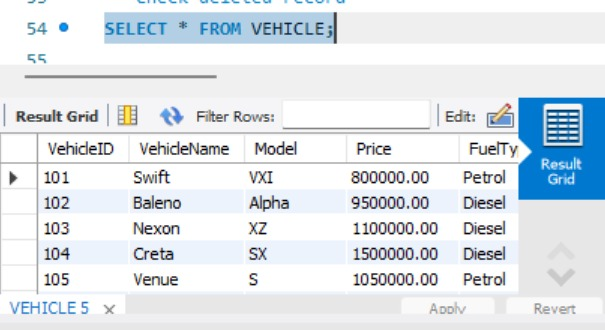 53 -- Check deleted record
54 SELECT * FROM VEHICLE;
55
Result Grid Filter Rows: Edit:
VehicleID VehicleName Model Price FuelTy
101 Swift VXI 800000.00 Petrol
102 Baleno Alpha 950000.00 Diesel
103 Nexon XZ 1100000.00 Diesel
104 Creta SX 1500000.00 Diesel
105 Venue S 1050000.00 Petrol
Result
Grid
VEHICLE 5 Apply Revert